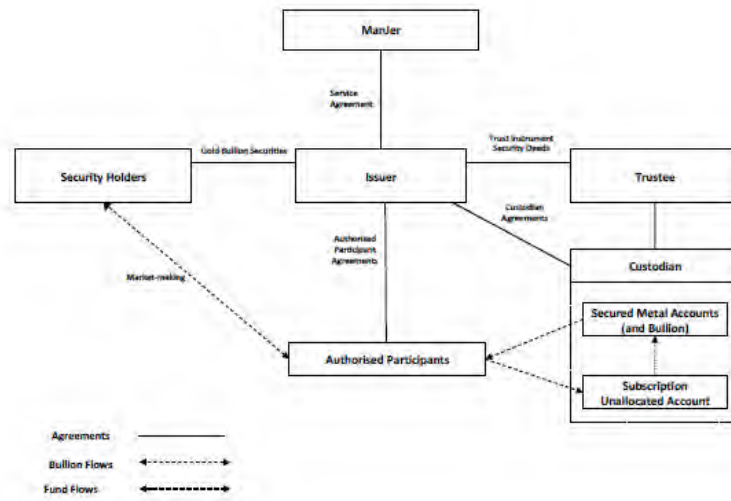 ManJer
Service
Agreement
Gold Bullion Securities
Trust Instrument
Security Deeds
Security Holders
Issuer
Trustee
Custodian
Agreements
Authorised
Participant
Agreements
Market-making
Custodian
Secured Metal Accounts
(and Bullion)
Authorised Participants
Subscription
Unallocated Account
Agreements
Bullion Flows
Fund Flows